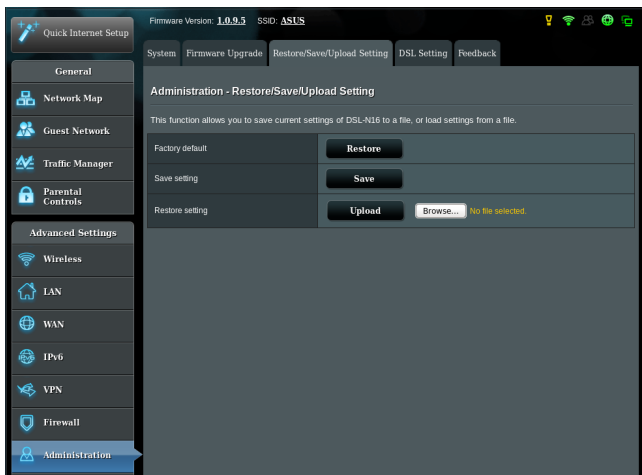 Quick Internet Setup
Firmware Version: 1.0.9.5 SSID: ASUS
System Firmware Upgrade Restore/Save/Upload Setting DSL Setting Feedback
General
Network Map
Guest Network
Traffic Manager
Parental
Controls
Advanced Settings
Wireless
LAN
WAN
IPv6
VPN
Firewall
Administration
Administration - Restore/Save/Upload Setting
This function allows you to save current settings of DSL-N16 to a file, or load settings from a file.
Factory default Restore
Save setting Save
Restore setting Upload Browse... No file selected.